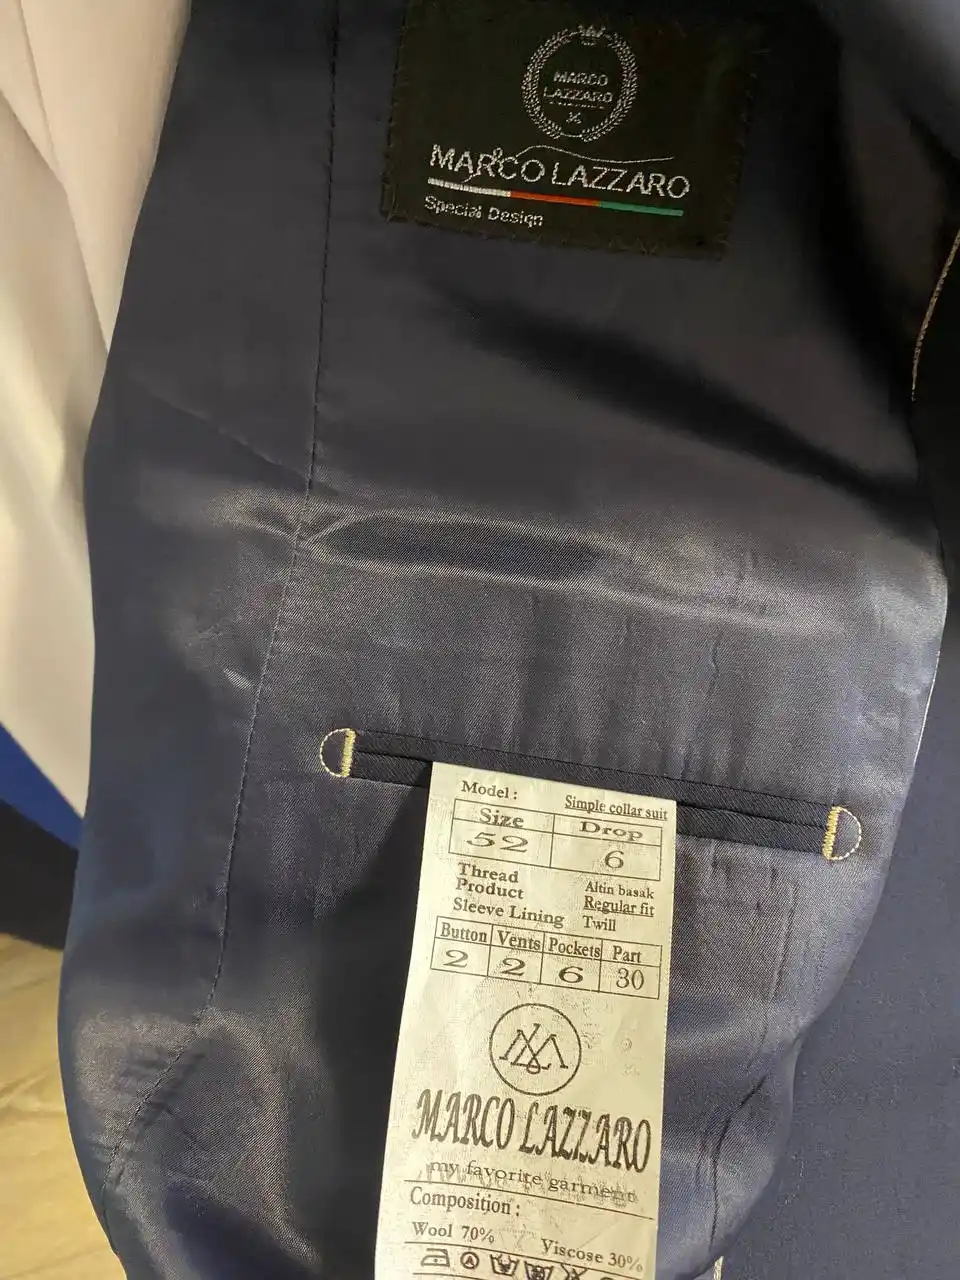 MARCO
LAZZARO
MARCO LAZZARO
Special Design
Model : Simple collar suit
Size Drop
52 6
Thread Altin basak
Product Regular fit
Sleeve Lining Twill
Button Vents Pockets Part
2 2 6 30
MARCO LAZZARO
my favorite garment
Composition :
Wool 70% Viscose 30%